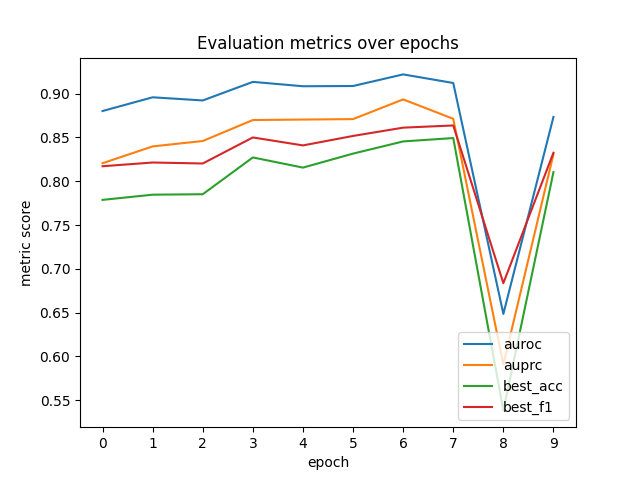 Evaluation metrics over epochs
metric score
0.90
0.85
0.80
0.75
0.70
0.65
0.60
0.55
auroc
auprc
best_acc
best_f1
0 1 2 3 4 5 6 7 8 9
epoch